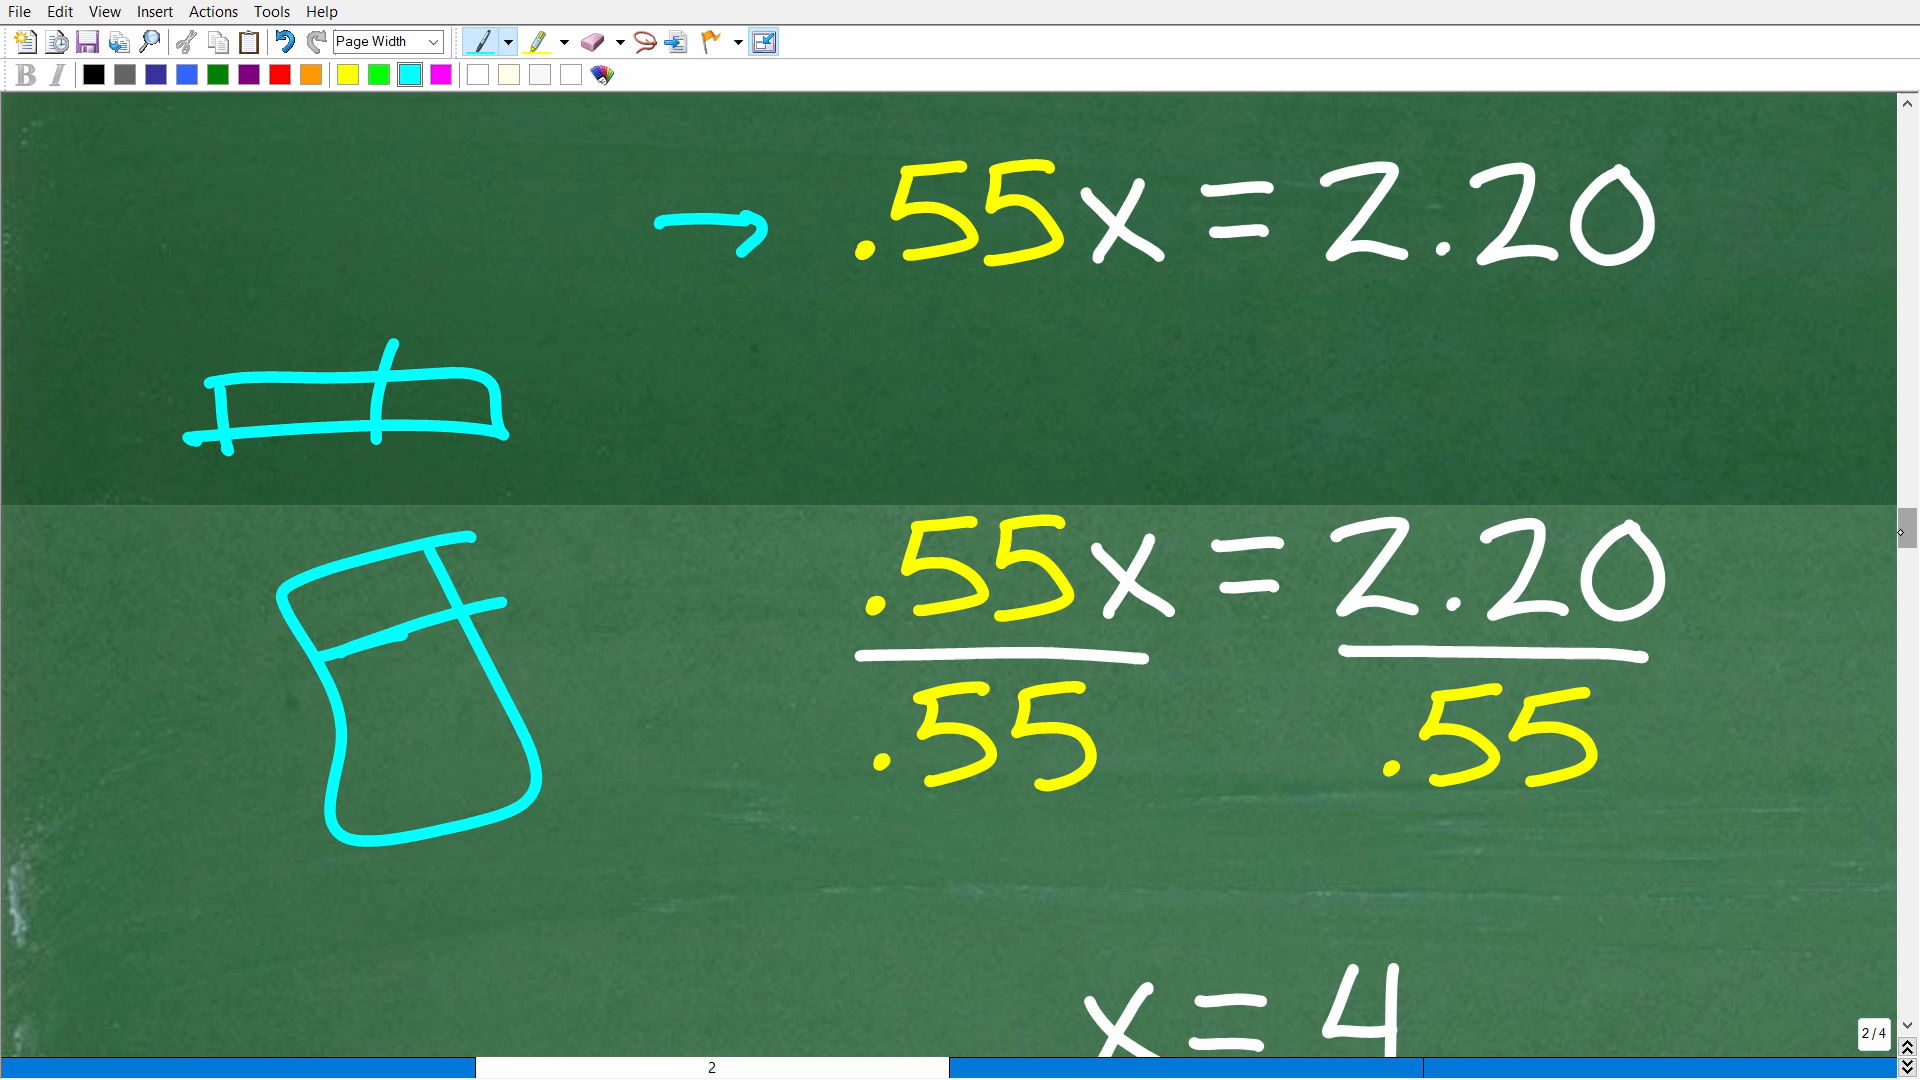 File Edit View Insert Actions Tools Help
Page Width
B I
→ .55x = 2.20
.55x = 2.20
.55 .55
x = 4
2 / 4
2